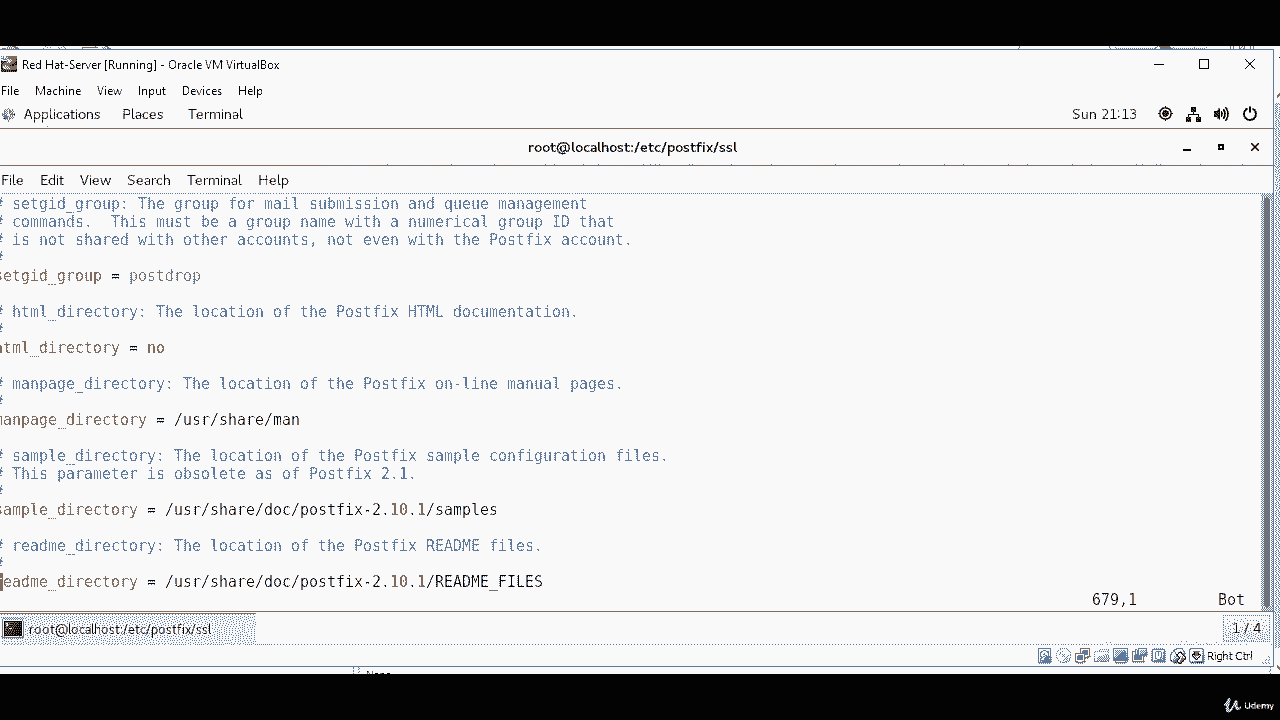 Red Hat-Server [Running] - Oracle VM VirtualBox
File Machine View Input Devices Help
Applications Places Terminal Sun 21:13
root@localhost:/etc/postfix/ssl
File Edit View Search Terminal Help
# setgid_group: The group for mail submission and queue management
# commands.  This must be a group name with a numerical group ID that
# is not shared with other accounts, not even with the Postfix account.
#
setgid_group = postdrop
# html_directory: The location of the Postfix HTML documentation.
#
html_directory = no
# manpage_directory: The location of the Postfix on-line manual pages.
#
manpage_directory = /usr/share/man
# sample_directory: The location of the Postfix sample configuration files.
# This parameter is obsolete as of Postfix 2.1.
#
sample_directory = /usr/share/doc/postfix-2.10.1/samples
# readme_directory: The location of the Postfix README files.
#
readme_directory = /usr/share/doc/postfix-2.10.1/README_FILES
679,1 Bot
root@localhost:/etc/postfix/ssl 1 / 4
Right Ctrl
Udemy